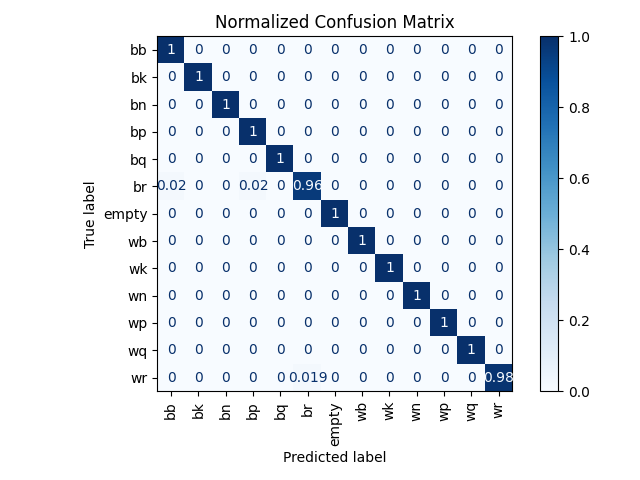 Normalized Confusion Matrix
bb 1 0 0 0 0 0 0 0 0 0 0 0 0
bk 0 1 0 0 0 0 0 0 0 0 0 0 0
bn 0 0 1 0 0 0 0 0 0 0 0 0 0
bp 0 0 0 1 0 0 0 0 0 0 0 0 0
bq 0 0 0 0 1 0 0 0 0 0 0 0 0
br 0.02 0 0 0.02 0 0.96 0 0 0 0 0 0 0
empty 0 0 0 0 0 0 1 0 0 0 0 0 0
wb 0 0 0 0 0 0 0 1 0 0 0 0 0
wk 0 0 0 0 0 0 0 0 1 0 0 0 0
wn 0 0 0 0 0 0 0 0 0 1 0 0 0
wp 0 0 0 0 0 0 0 0 0 0 1 0 0
wq 0 0 0 0 0 0 0 0 0 0 0 1 0
wr 0 0 0 0 0 0.019 0 0 0 0 0 0 0.98
bb bk bn bp bq br empty wb wk wn wp wq wr
Predicted label
True label
1.0
0.8
0.6
0.4
0.2
0.0